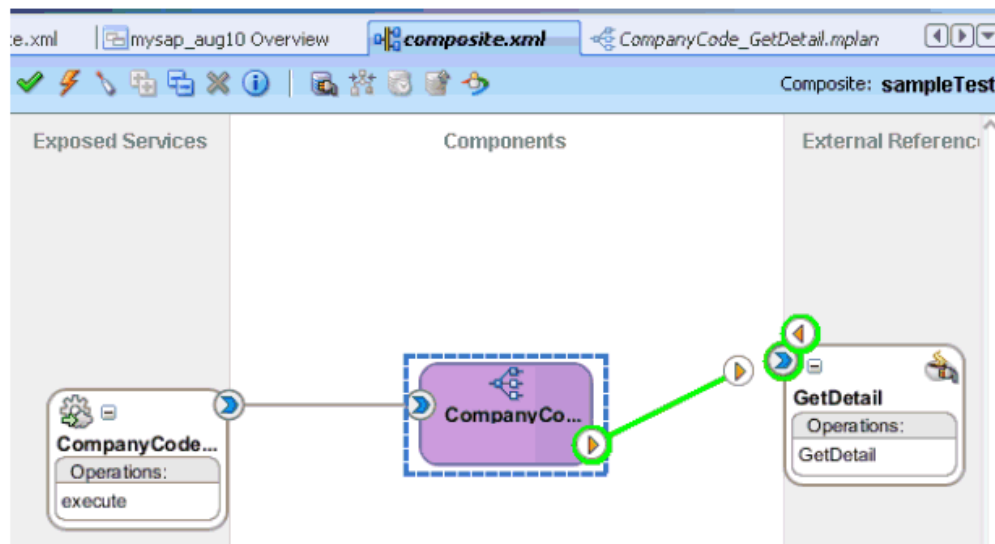 :e.xml mysap_aug10 Overview composite.xml CompanyCode_GetDetail.mplan
Composite: sampleTest
Exposed Services Components External Referenc
GetDetail
CompanyCo...
Operations:
CompanyCode...
GetDetail
Operations:
execute